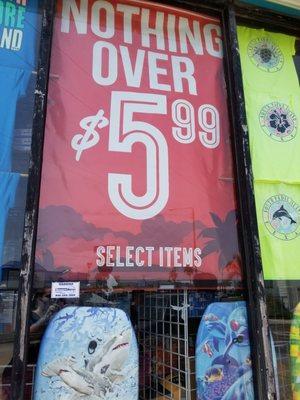 NOTHING
OVER
$5.99
SELECT ITEMS